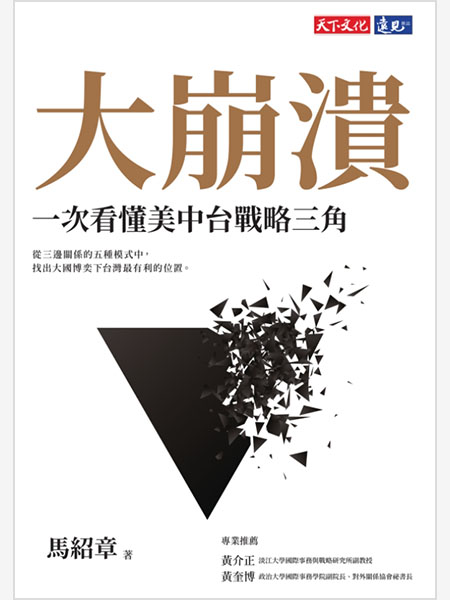 天下文化 遠見
大崩潰
一次看懂美中台戰略三角
從三邊關係的五種模式中，
找出大國博奕下台灣最有利的位置。
馬紹章 著
專業推薦
黃介正 淡江大學國際事務與戰略研究所副教授
黃奎博 政治大學國際事務學院副院長、對外關係協會祕書長